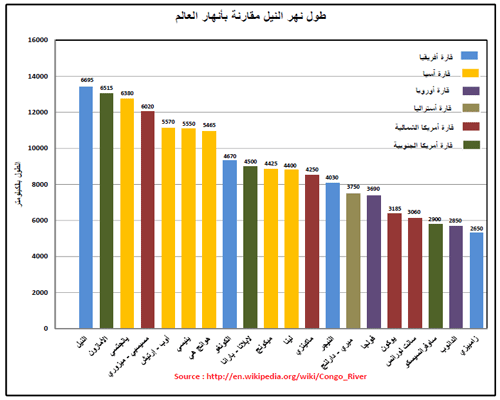 طول نهر النيل مقارنة بأنهار العالم
16000
14000
12000
10000
8000
6000
4000
2000
0
الطول بالكيلومتر
قارة أفريقيا
قارة آسيا
قارة أوروبا
قارة أستراليا
قارة أمريكا الشمالية
قارة أمريكا الجنوبية
6695
6515
6380
6020
5570
5550
5465
4670
4500
4425
4400
4250
4030
3750
3690
3185
3060
2900
2850
2650
النيل
الأمازون
يانجتسي
مسيسبي - ميزوري
أوب - إرتيش
ينيسي
هوانج هي
الكونغو
لابلاتا - بارانا
ميكونج
لينا
ماكينزي
النيجر
ميري - دارلنج
فولجا
يوكون
سانت لورانس
ساوفرانسيسكو
الدانوب
زامبيزي
Source : http://en.wikipedia.org/wiki/Congo_River